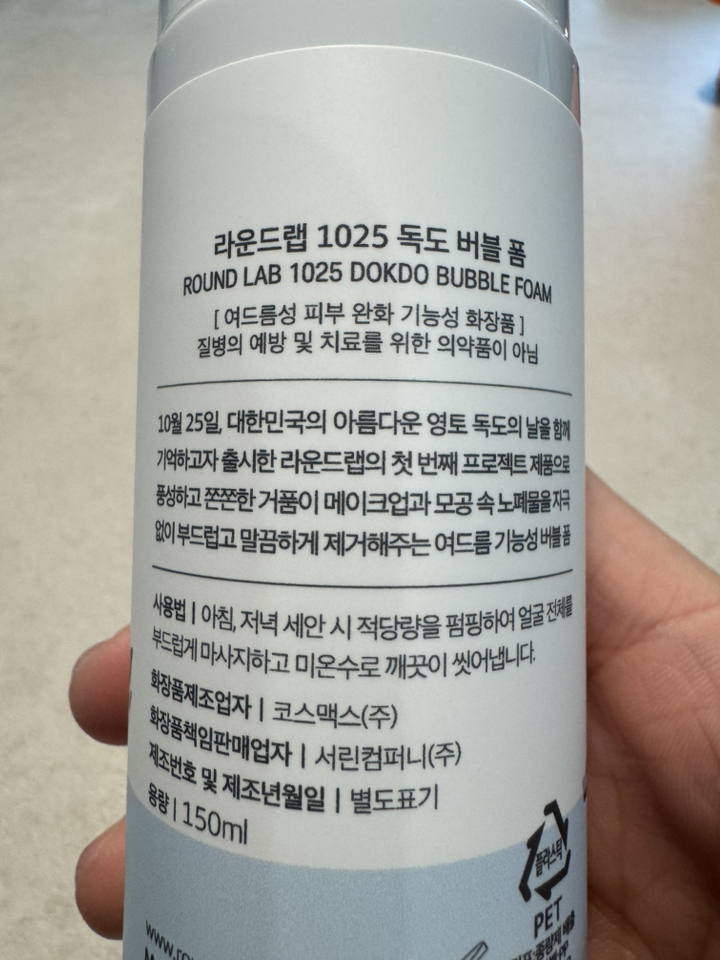 라운드랩 1025 독도 버블 폼
ROUND LAB 1025 DOKDO BUBBLE FOAM
[ 여드름성 피부 완화 기능성 화장품 ]
질병의 예방 및 치료를 위한 의약품이 아님
10월 25일, 대한민국의 아름다운 영토 독도의 날을 함께
기억하고자 출시한 라운드랩의 첫 번째 프로젝트 제품으로
풍성하고 쫀쫀한 거품이 메이크업과 모공 속 노폐물을 자극
없이 부드럽고 말끔하게 제거해주는 여드름 기능성 버블 폼
사용법 | 아침, 저녁 세안 시 적당량을 펌핑하여 얼굴 전체를
부드럽게 마사지하고 미온수로 깨끗이 씻어냅니다.
화장품제조업자 | 코스맥스(주)
화장품책임판매업자 | 서린컴퍼니(주)
제조번호 및 제조년월일 | 별도표기
용량 | 150ml
플라스틱
PET